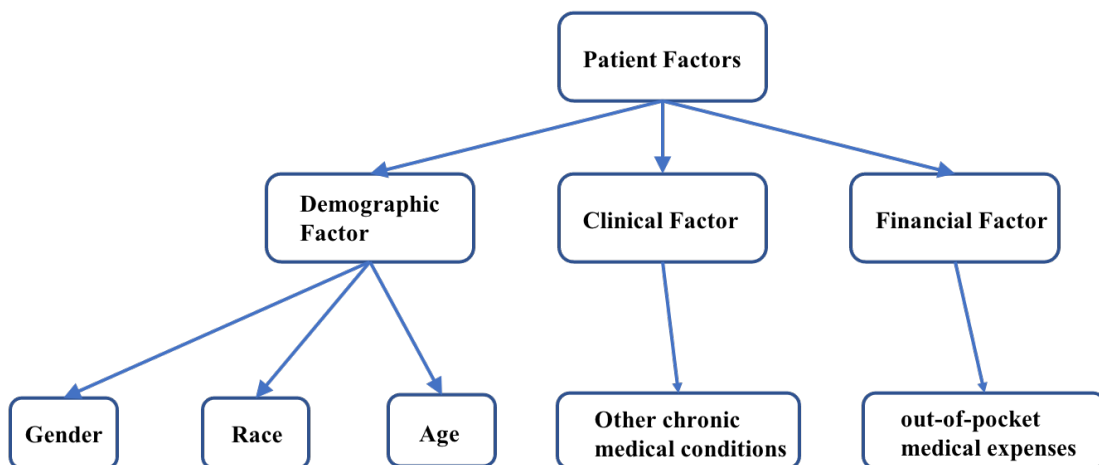 Patient Factors
Demographic
Factor
Clinical Factor
Financial Factor
Gender
Race
Age
Other chronic
medical conditions
out-of-pocket
medical expenses